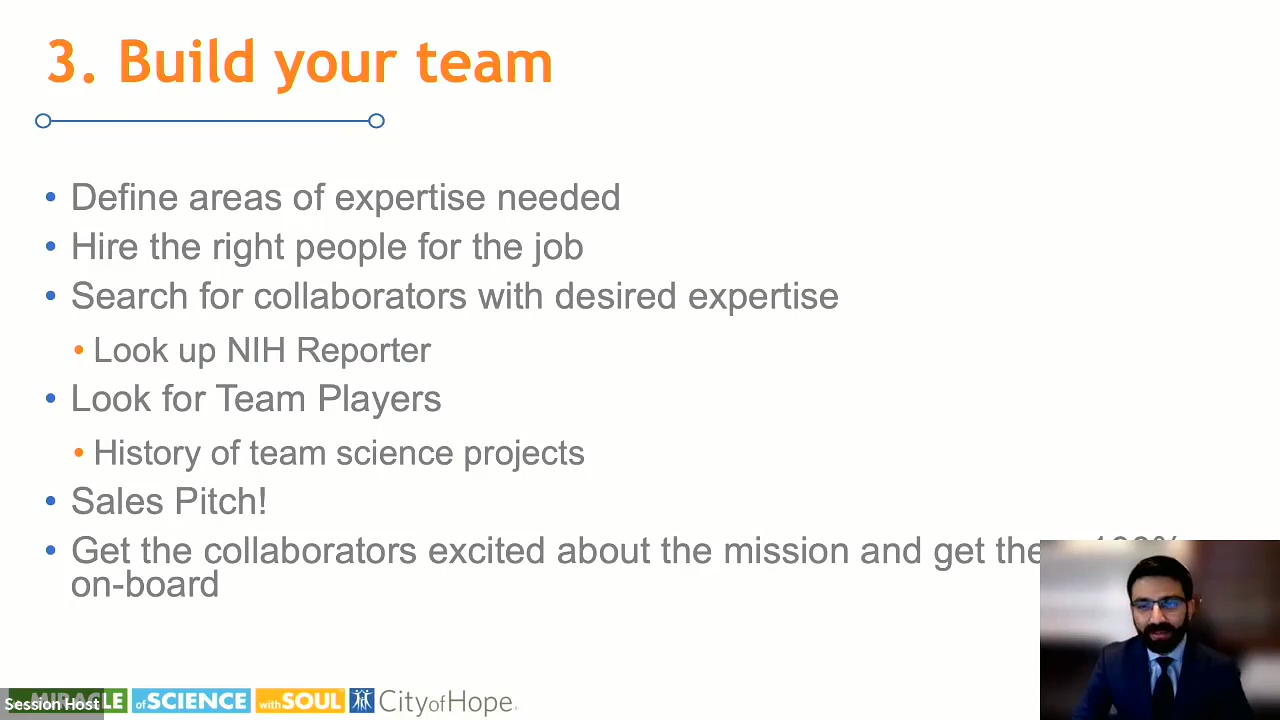 3. Build your team
• Define areas of expertise needed
• Hire the right people for the job
• Search for collaborators with desired expertise
• Look up NIH Reporter
• Look for Team Players
• History of team science projects
• Sales Pitch!
• Get the collaborators excited about the mission and get
on-board
Session Host
of SCIENCE with SOUL City of Hope